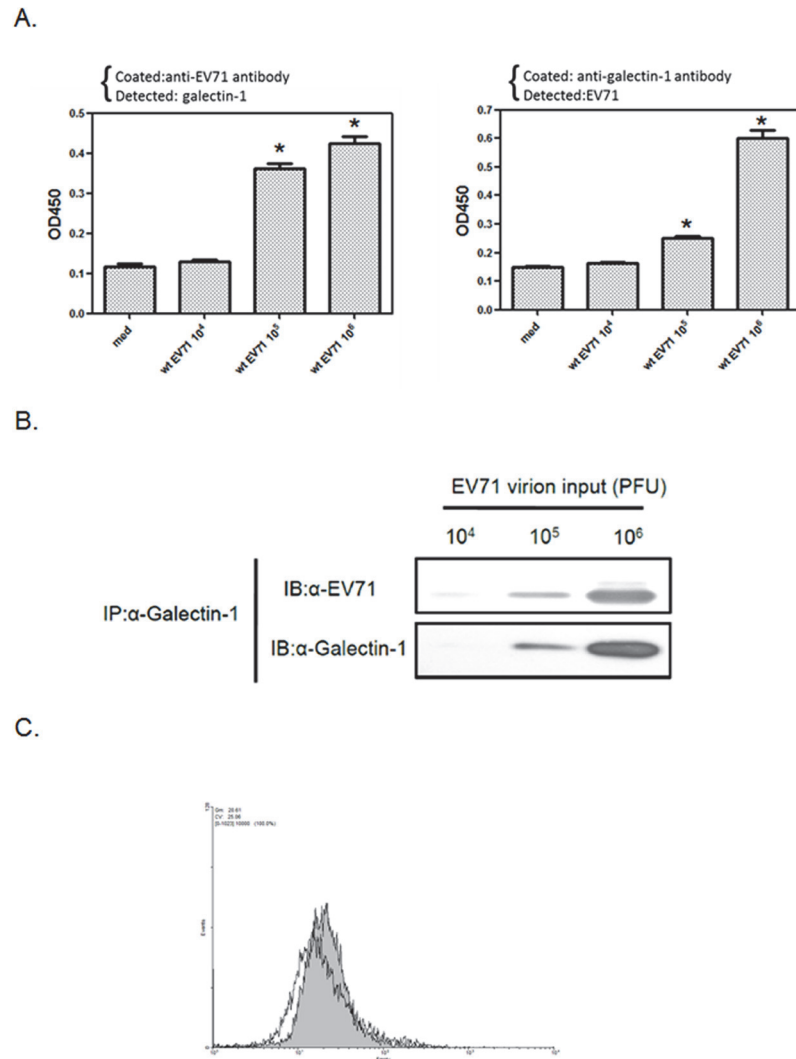 A.
Coated:anti-EV71 antibody
Detected: galectin-1
0.5
0.4
0.3
0.2
0.1
0.0
OD450
*
*
med
wt EV71 10⁴
wt EV71 10⁵
wt EV71 10⁶
Coated: anti-galectin-1 antibody
Detected:EV71
0.7
0.6
0.5
0.4
0.3
0.2
0.1
0.0
OD450
*
*
med
wt EV71 10⁴
wt EV71 10⁵
wt EV71 10⁶
B.
EV71 virion input (PFU)
10⁴ 10⁵ 10⁶
IP:α-Galectin-1
IB:α-EV71
IB:α-Galectin-1
C.
Events